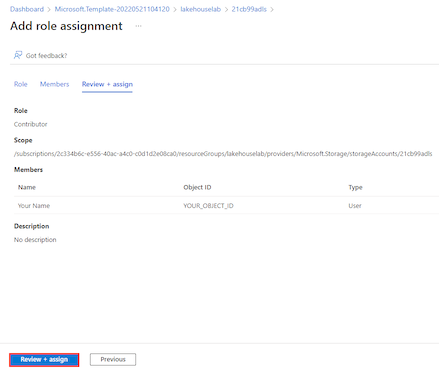 Dashboard > Microsoft.Template-20220521104120 > lakehouselab > 21cb99adls >
Add role assignment ...
Got feedback?
Role Members Review + assign
Role
Contributor
Scope
/subscriptions/2c334b6c-e556-40ac-a4c0-c0d1d2e08ca0/resourceGroups/lakehouselab/providers/Microsoft.Storage/storageAccounts/21cb99adls
Members
Name Object ID Type
Your Name YOUR_OBJECT_ID User
Description
No description
Review + assign Previous